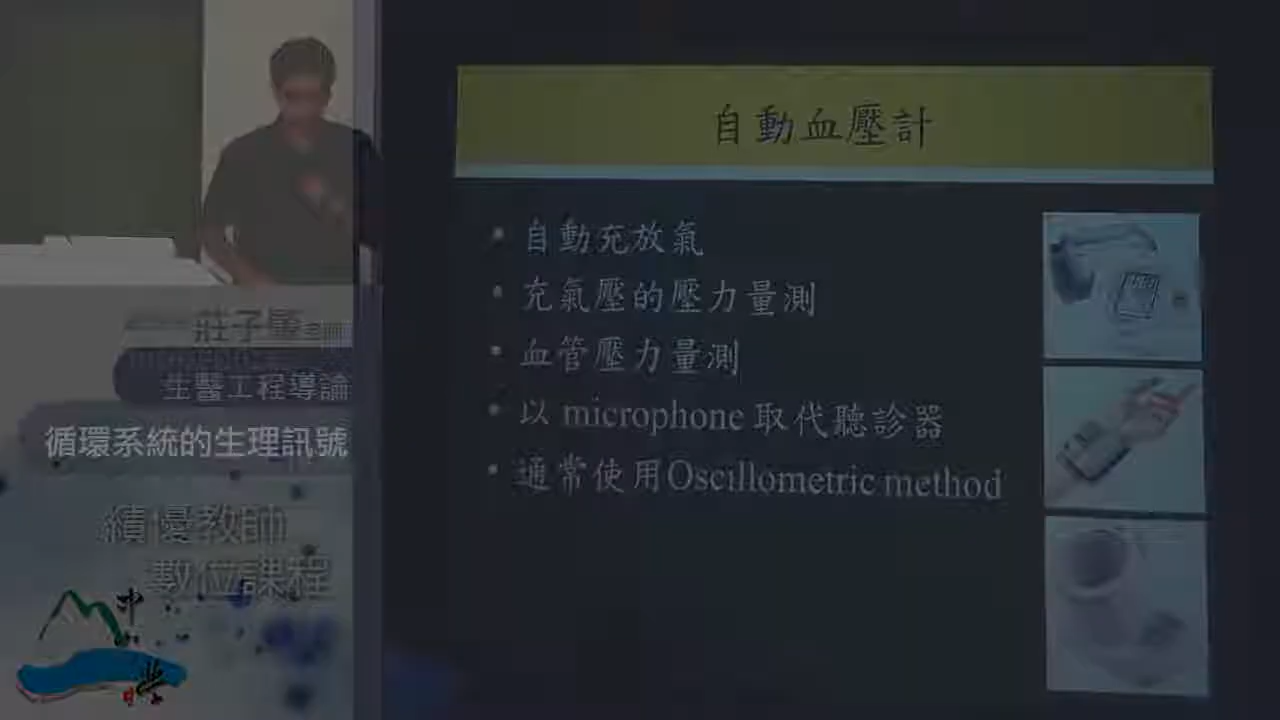 自動血壓計
自動充放氣
充氣壓的壓力量測
血管壓力量測
以 microphone 取代聽診器
通常使用Oscillometric method
生醫工程導論
循環系統的生理訊號
績優教師
數位課程
中
興